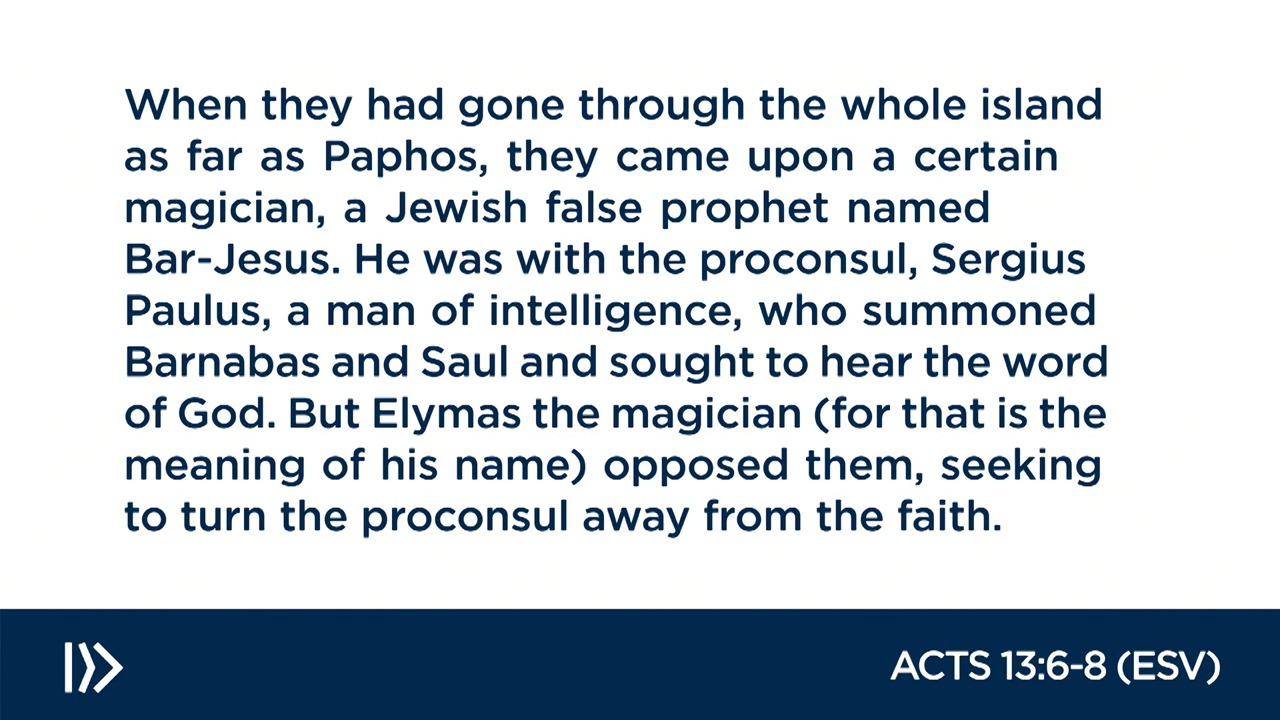 When they had gone through the whole island
as far as Paphos, they came upon a certain
magician, a Jewish false prophet named
Bar-Jesus. He was with the proconsul, Sergius
Paulus, a man of intelligence, who summoned
Barnabas and Saul and sought to hear the word
of God. But Elymas the magician (for that is the
meaning of his name) opposed them, seeking
to turn the proconsul away from the faith.
ACTS 13:6-8 (ESV)